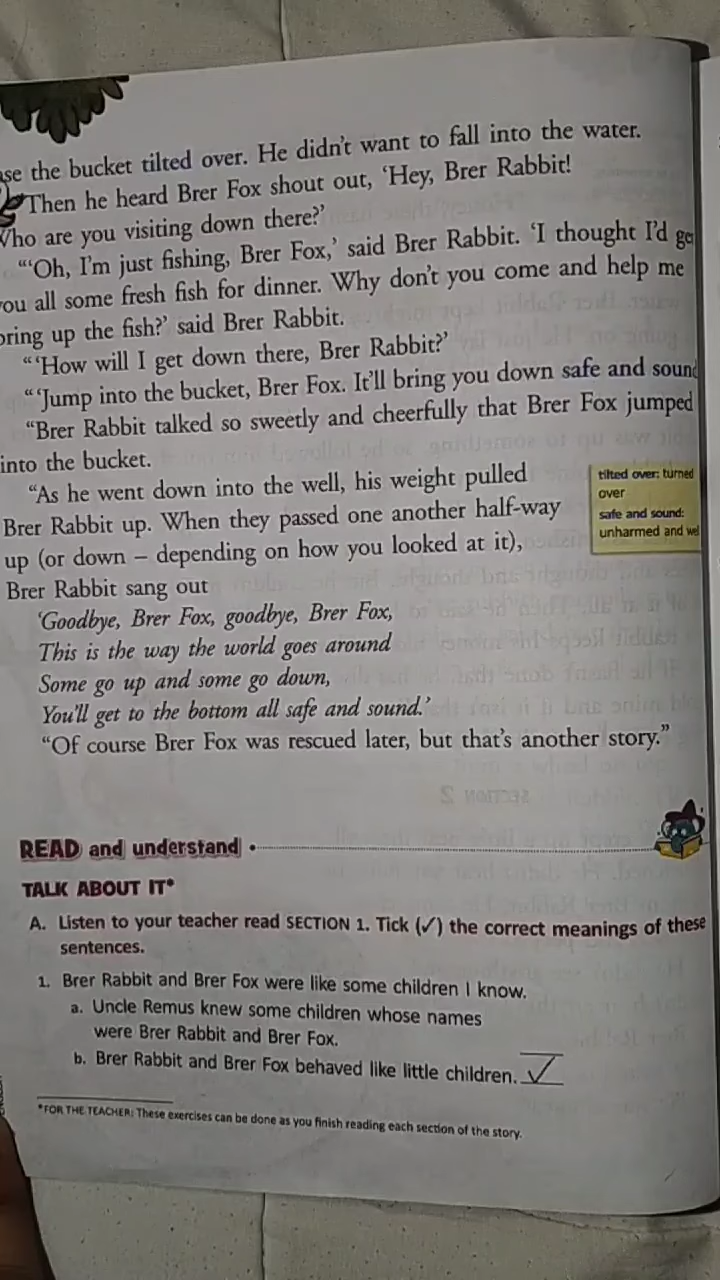 se the bucket tilted over. He didn't want to fall into the water.
Then he heard Brer Fox shout out, ‘Hey, Brer Rabbit!
Who are you visiting down there?’
“‘Oh, I'm just fishing, Brer Fox,’ said Brer Rabbit. ‘I thought I'd ge
ou all some fresh fish for dinner. Why don't you come and help me
bring up the fish?’ said Brer Rabbit.
“‘How will I get down there, Brer Rabbit?’
“‘Jump into the bucket, Brer Fox. It'll bring you down safe and sound
“Brer Rabbit talked so sweetly and cheerfully that Brer Fox jumped
into the bucket.
“As he went down into the well, his weight pulled
Brer Rabbit up. When they passed one another half-way
up (or down – depending on how you looked at it),
Brer Rabbit sang out
‘Goodbye, Brer Fox, goodbye, Brer Fox,
This is the way the world goes around
Some go up and some go down,
You'll get to the bottom all safe and sound.’
“Of course Brer Fox was rescued later, but that's another story.”
tilted over: turned
over
safe and sound:
unharmed and wel
READ and understand
TALK ABOUT IT*
A. Listen to your teacher read SECTION 1. Tick (✓) the correct meanings of these
sentences.
1. Brer Rabbit and Brer Fox were like some children I know.
a. Uncle Remus knew some children whose names
were Brer Rabbit and Brer Fox.
b. Brer Rabbit and Brer Fox behaved like little children. ✓
*FOR THE TEACHER: These exercises can be done as you finish reading each section of the story.